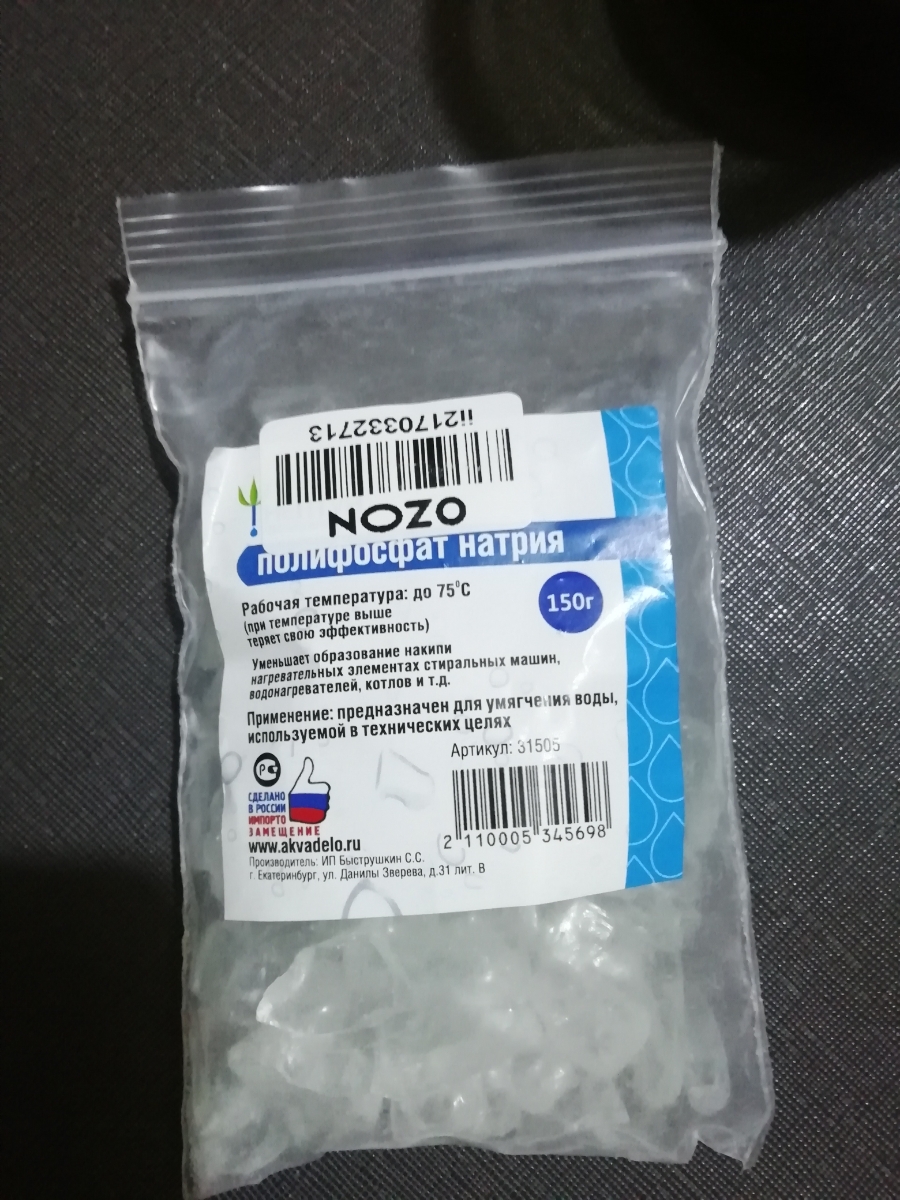 ii2170332713
OZON
полифосфат натрия
Рабочая температура: до 75°С
(при температуре выше
теряет свою эффективность)
150г
Уменьшает образование накипи
нагревательных элементах стиральных машин,
водонагревателей, котлов и т.д.
Применение: предназначен для умягчения воды,
используемой в технических целях
Артикул: 31505
РС
СДЕЛАНО
В РОССИИ
ИМПОРТО
ЗАМЕЩЕНИЕ
2 110005 345698
www.akvadelo.ru
Производитель: ИП Быструшкин С.С.
г. Екатеринбург, ул. Данилы Зверева, д.31 лит. В